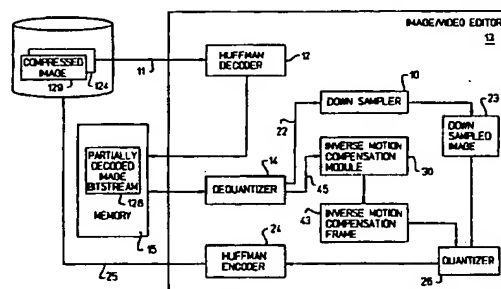 IMAGE/VIDEO EDITOR
13
COMPRESSED
IMAGE
129
124
11
HUFFMAN
DECODER
12
10
DOWN SAMPLER
23
DOWN
SAMPLED
IMAGE
22
PARTIALLY
DECODED
IMAGE
BITSTREAM
128
MEMORY
15
14
DEQUANTIZER
45
INVERSE MOTION
COMPENSATION
MODULE
30
43
INVERSE MOTION
COMPENSATION
FRAME
24
HUFFMAN
ENCODER
25
QUANTIZER
26